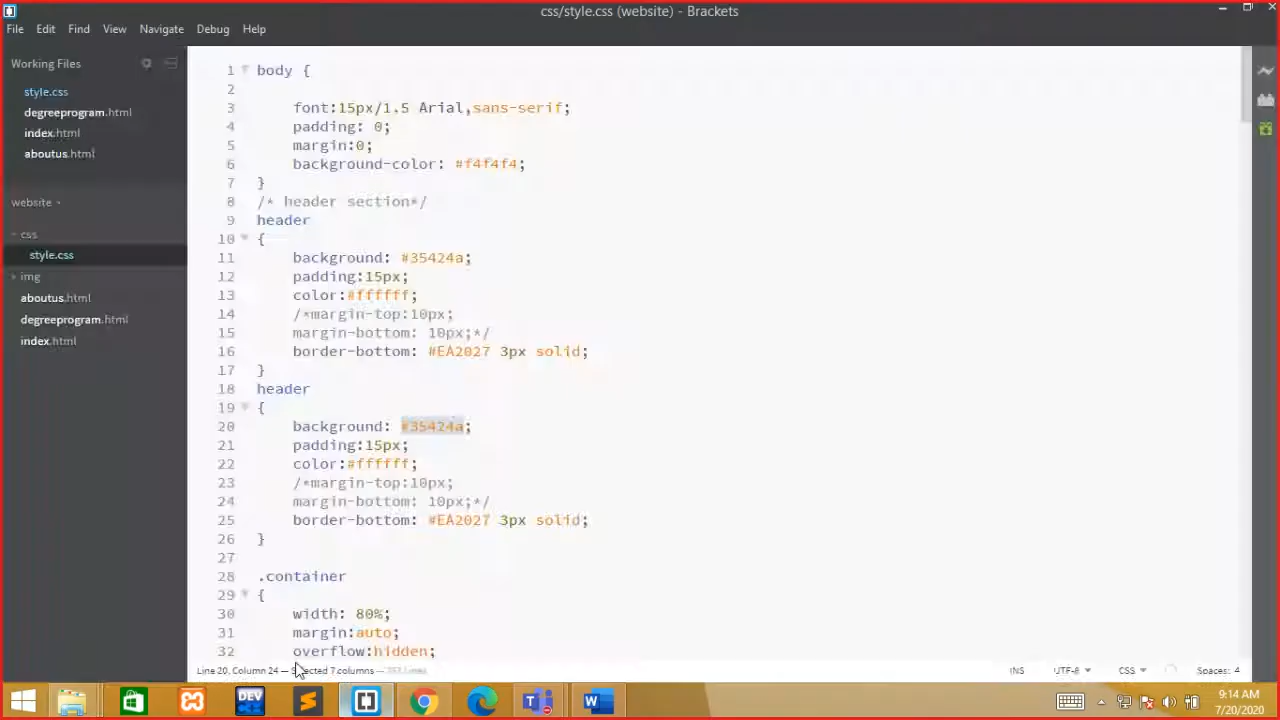 css/style.css (website) - Brackets
File Edit Find View Navigate Debug Help
Working Files
style.css
degreeprogram.html
index.html
aboutus.html
website
css
style.css
img
aboutus.html
degreeprogram.html
index.html
1 body {
2
3 font:15px/1.5 Arial,sans-serif;
4 padding: 0;
5 margin:0;
6 background-color: #f4f4f4;
7 }
8 /* header section*/
9 header
10 {
11 background: #35424a;
12 padding:15px;
13 color:#ffffff;
14 /*margin-top:10px;
15 margin-bottom: 10px;*/
16 border-bottom: #EA2027 3px solid;
17 }
18 header
19 {
20 background: #35424a;
21 padding:15px;
22 color:#ffffff;
23 /*margin-top:10px;
24 margin-bottom: 10px;*/
25 border-bottom: #EA2027 3px solid;
26 }
27
28 .container
29 {
30 width: 80%;
31 margin:auto;
32 overflow:hidden;
Line 20, Column 24 — Selected 7 columns — Lines
INS UTF-8 CSS Spaces: 4
DEV
9:14 AM
7/20/2020